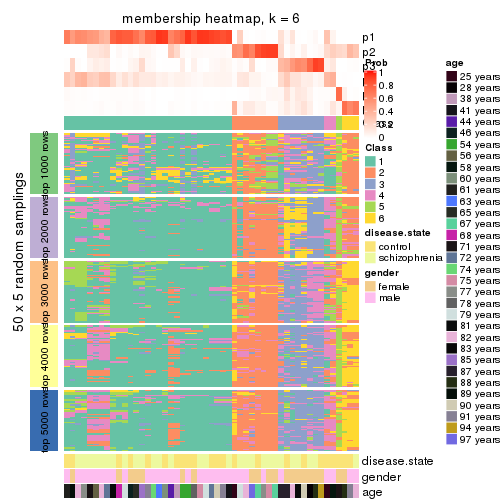 membership heatmap, k = 6
p1
p2
p3
Prob
1
0.8
0.6
0.4
0.2
0
Class
1
2
3
4
5
6
disease.state
control
schizophrenia
gender
female
male
age
25 years
28 years
38 years
41 years
44 years
46 years
54 years
56 years
58 years
60 years
61 years
63 years
65 years
67 years
68 years
71 years
72 years
74 years
75 years
77 years
78 years
79 years
81 years
82 years
83 years
85 years
87 years
88 years
89 years
90 years
91 years
94 years
97 years
50 x 5 random samplings
top 1000 rows
top 2000 rows
top 3000 rows
top 4000 rows
top 5000 rows
disease.state
gender
age